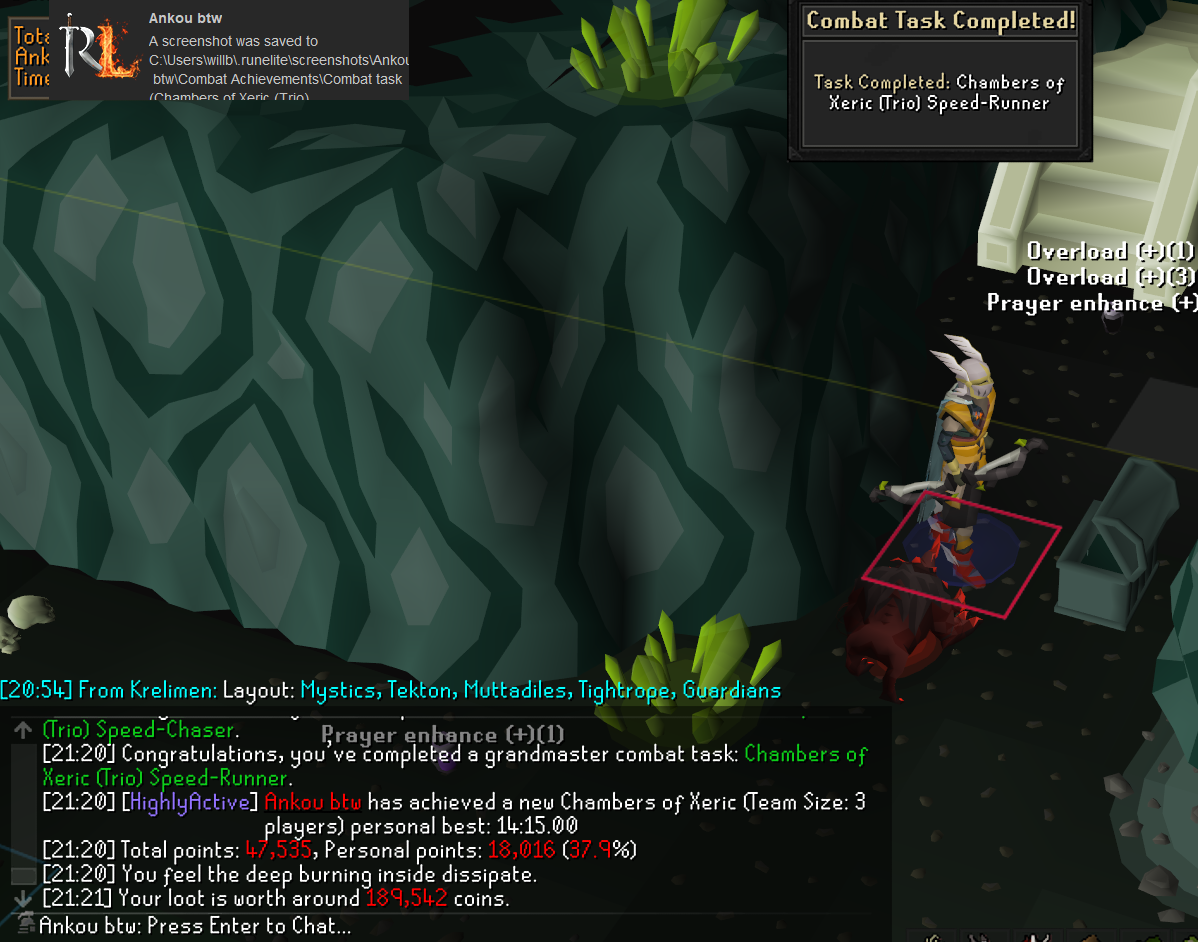 Tota
Ank
Time
RL
Ankou btw
A screenshot was saved to
C:\Users\willb\.runelite\screenshots\Ankou
btw\Combat Achievements\Combat task
(Chambers of Xeric (Trio)
Combat Task Completed!
Task Completed: Chambers of
Xeric (Trio) Speed-Runner
Overload (+)(1)
Overload (+)(3)
Prayer enhance (+)
[20:54] From Krelimen: Layout: Mystics, Tekton, Muttadiles, Tightrope, Guardians
(Trio) Speed-Chaser.
Prayer enhance (+)(1)
[21:20] Congratulations, you've completed a grandmaster combat task: Chambers of
Xeric (Trio) Speed-Runner.
[21:20] [HighlyActive] Ankou btw has achieved a new Chambers of Xeric (Team Size: 3
players) personal best: 14:15.00
[21:20] Total points: 47,535, Personal points: 18,016 (37.9%)
[21:20] You feel the deep burning inside dissipate.
[21:21] Your loot is worth around 189,542 coins.
Ankou btw: Press Enter to Chat...